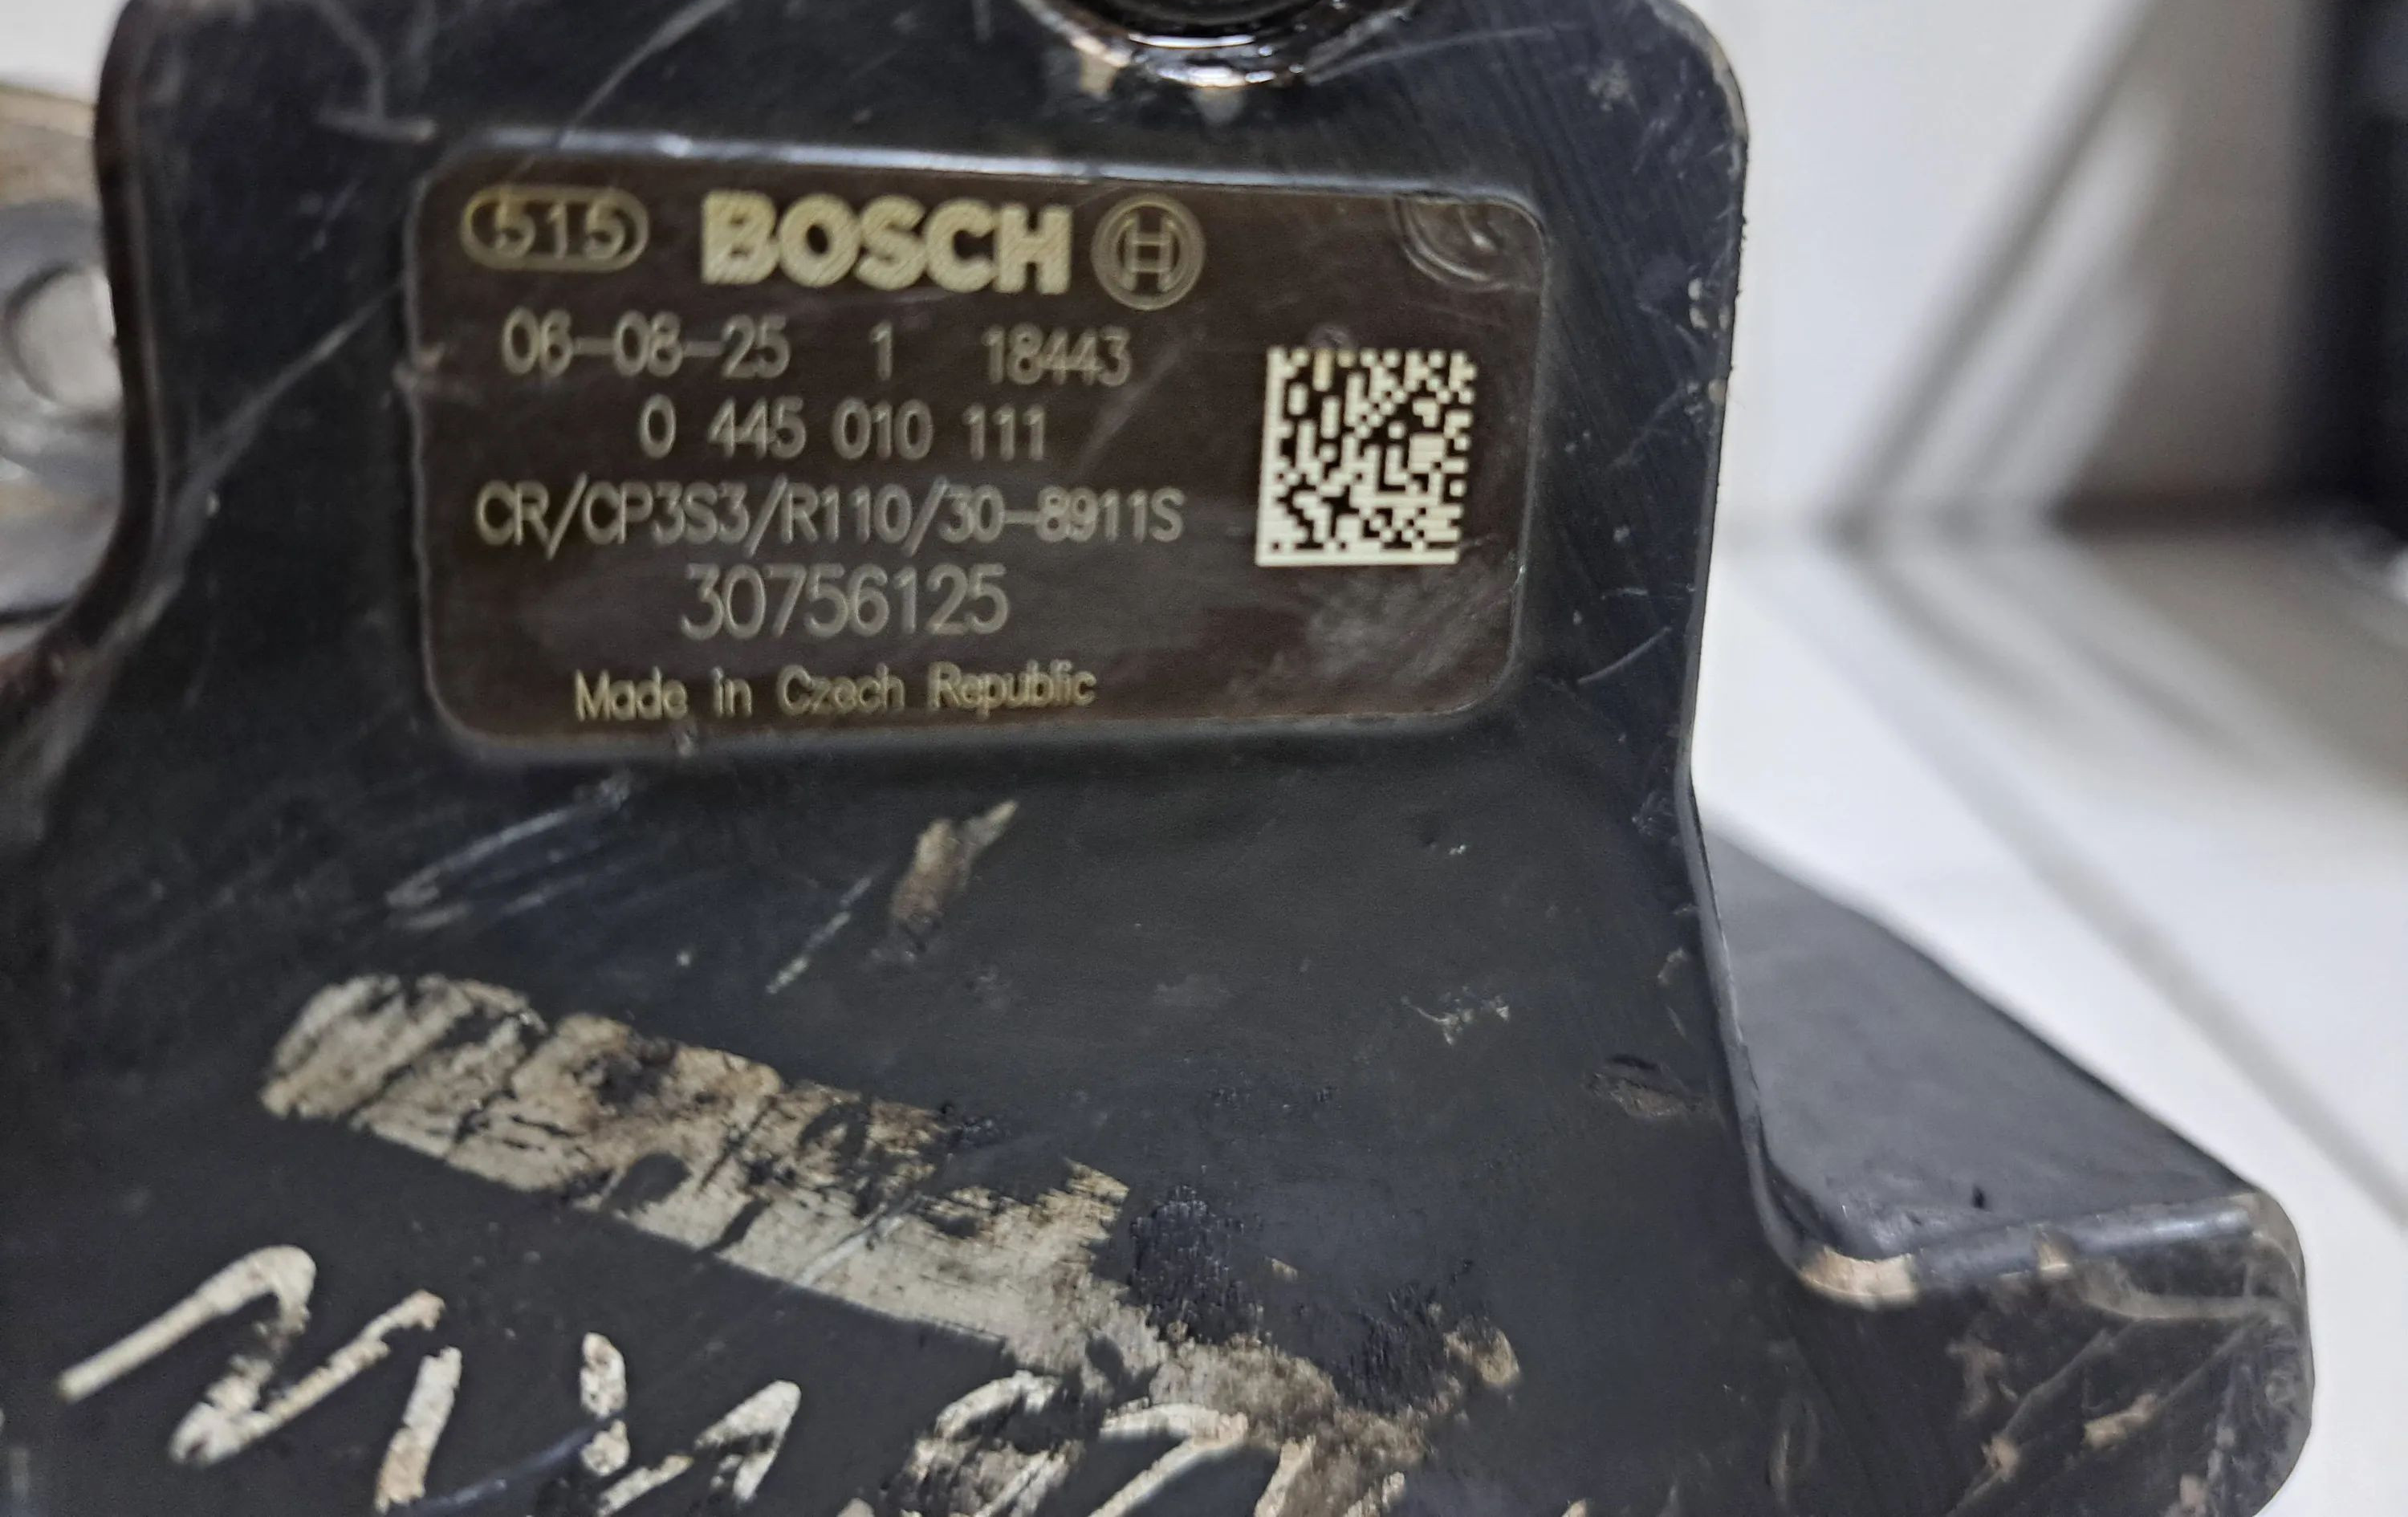 515 BOSCH
06-08-25 1 18443
0 445 010 111
CR/CP3S3/R110/30-8911S
30756125
Made in Czech Republic